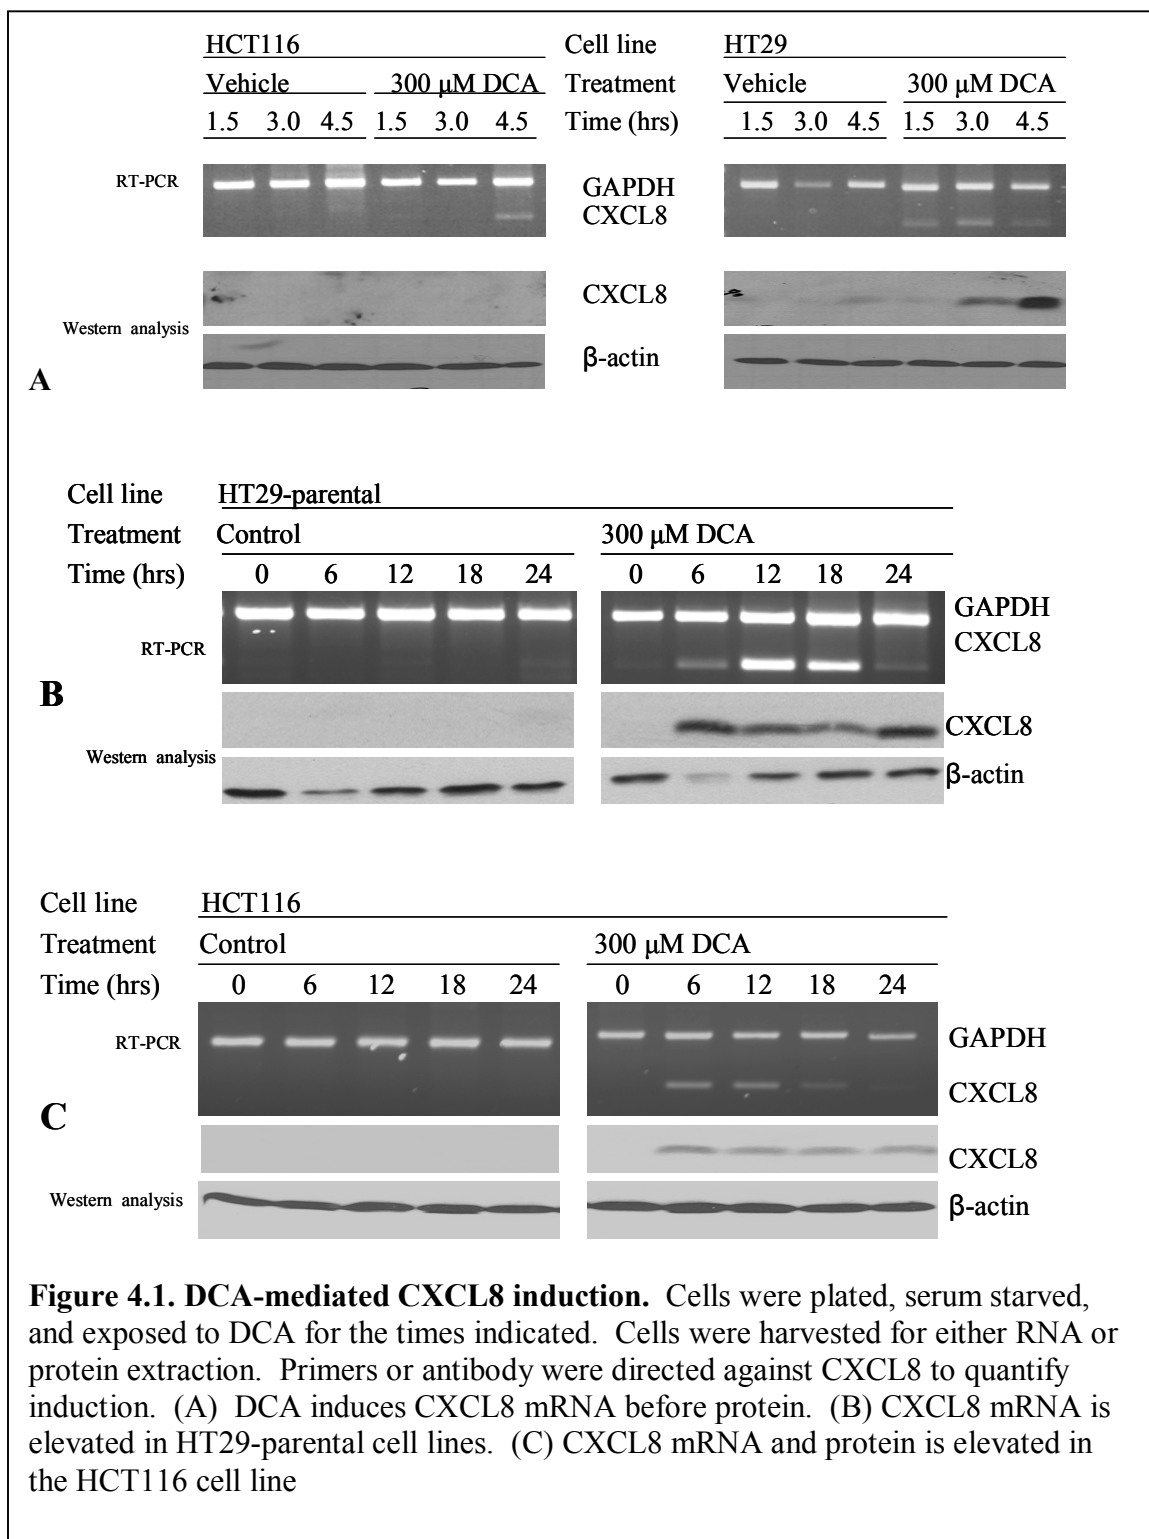 HCT116 Cell line HT29
Vehicle 300 μM DCA Treatment Vehicle 300 μM DCA
1.5 3.0 4.5 1.5 3.0 4.5 Time (hrs) 1.5 3.0 4.5 1.5 3.0 4.5
RT-PCR GAPDH
CXCL8
CXCL8
Western analysis
β-actin
A
Cell line HT29-parental
Treatment Control 300 μM DCA
Time (hrs) 0 6 12 18 24 0 6 12 18 24
GAPDH
CXCL8
RT-PCR
B
CXCL8
Western analysis
β-actin
Cell line HCT116
Treatment Control 300 μM DCA
Time (hrs) 0 6 12 18 24 0 6 12 18 24
RT-PCR GAPDH
CXCL8
C
CXCL8
Western analysis β-actin
Figure 4.1. DCA-mediated CXCL8 induction. Cells were plated, serum starved,
and exposed to DCA for the times indicated. Cells were harvested for either RNA or
protein extraction. Primers or antibody were directed against CXCL8 to quantify
induction. (A) DCA induces CXCL8 mRNA before protein. (B) CXCL8 mRNA is
elevated in HT29-parental cell lines. (C) CXCL8 mRNA and protein is elevated in
the HCT116 cell line